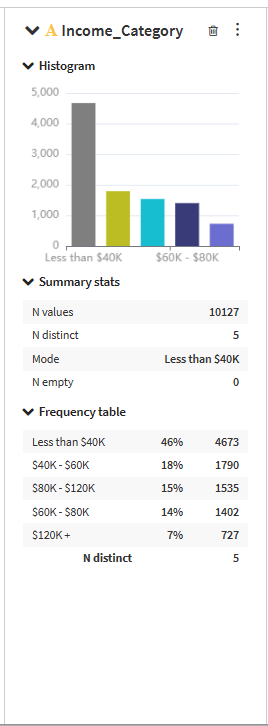 A Income_Category
Histogram
5,000
4,000
3,000
2,000
1,000
0
Less than $40K $60K - $80K
Summary stats
N values 10127
N distinct 5
Mode Less than $40K
N empty 0
Frequency table
Less than $40K 46% 4673
$40K - $60K 18% 1790
$80K - $120K 15% 1535
$60K - $80K 14% 1402
$120K + 7% 727
N distinct 5